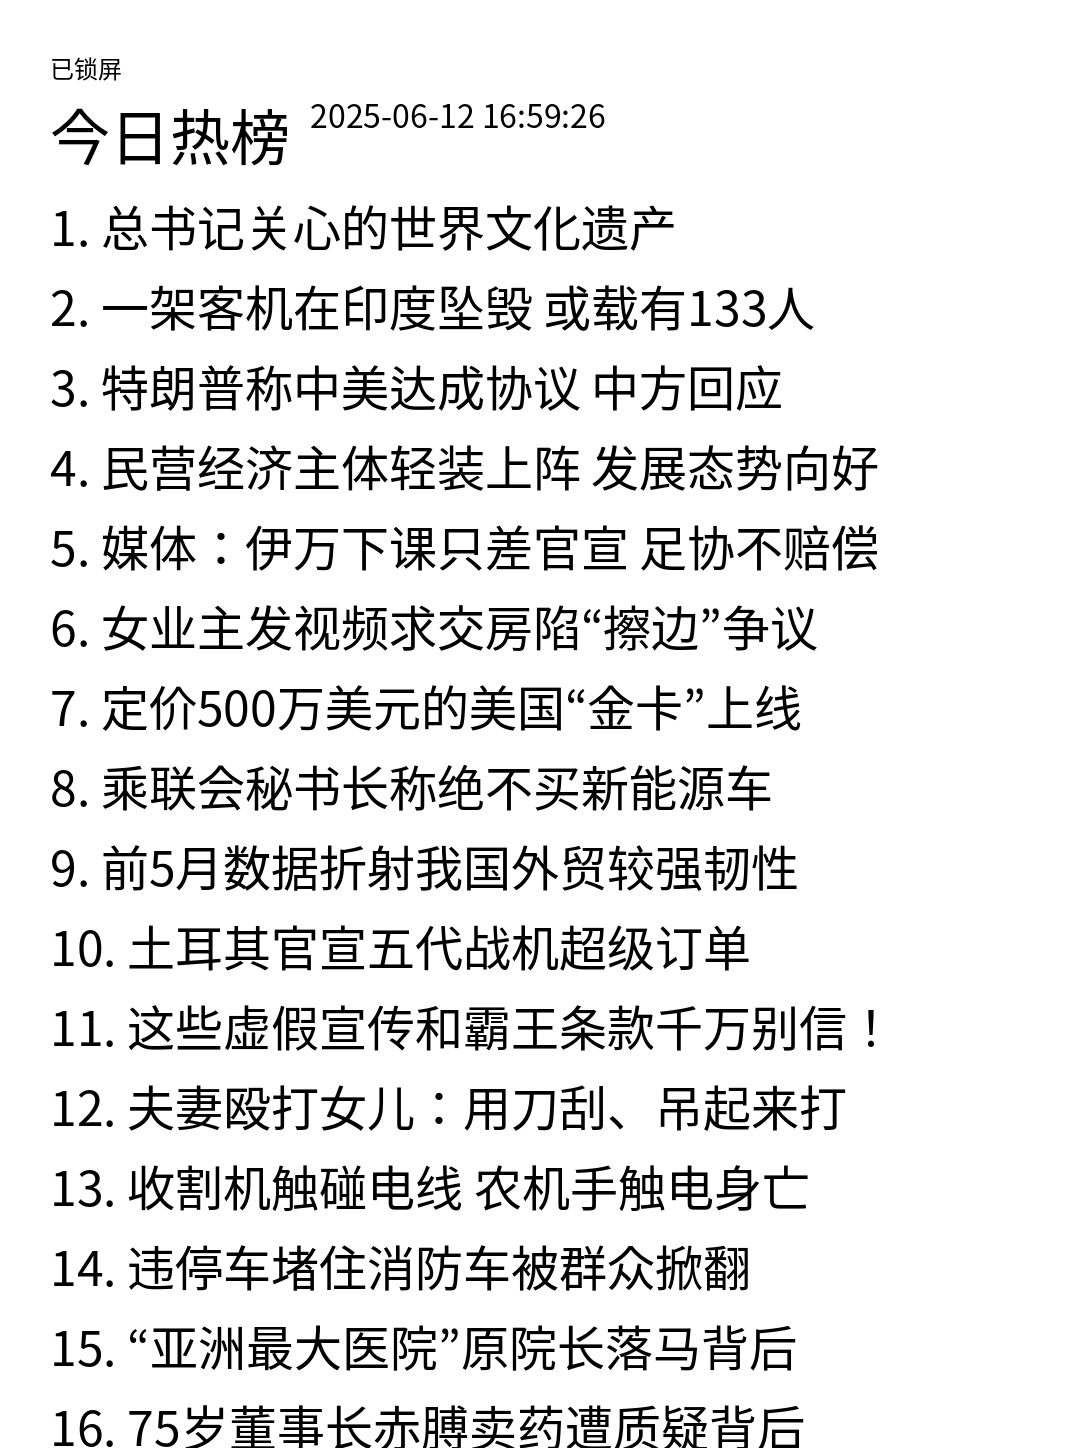 已锁屏
今日热榜 2025-06-12 16:59:26
1. 总书记关心的世界文化遗产
2. 一架客机在印度坠毁 或载有133人
3. 特朗普称中美达成协议 中方回应
4. 民营经济主体轻装上阵 发展态势向好
5. 媒体：伊万下课只差官宣 足协不赔偿
6. 女业主发视频求交房陷“擦边”争议
7. 定价500万美元的美国“金卡”上线
8. 乘联会秘书长称绝不买新能源车
9. 前5月数据折射我国外贸较强韧性
10. 土耳其官宣五代战机超级订单
11. 这些虚假宣传和霸王条款千万别信！
12. 夫妻殴打女儿：用刀刮、吊起来打
13. 收割机触碰电线 农机手触电身亡
14. 违停车堵住消防车被群众掀翻
15. “亚洲最大医院”原院长落马背后
16. 75岁董事长赤膊卖药遭质疑背后